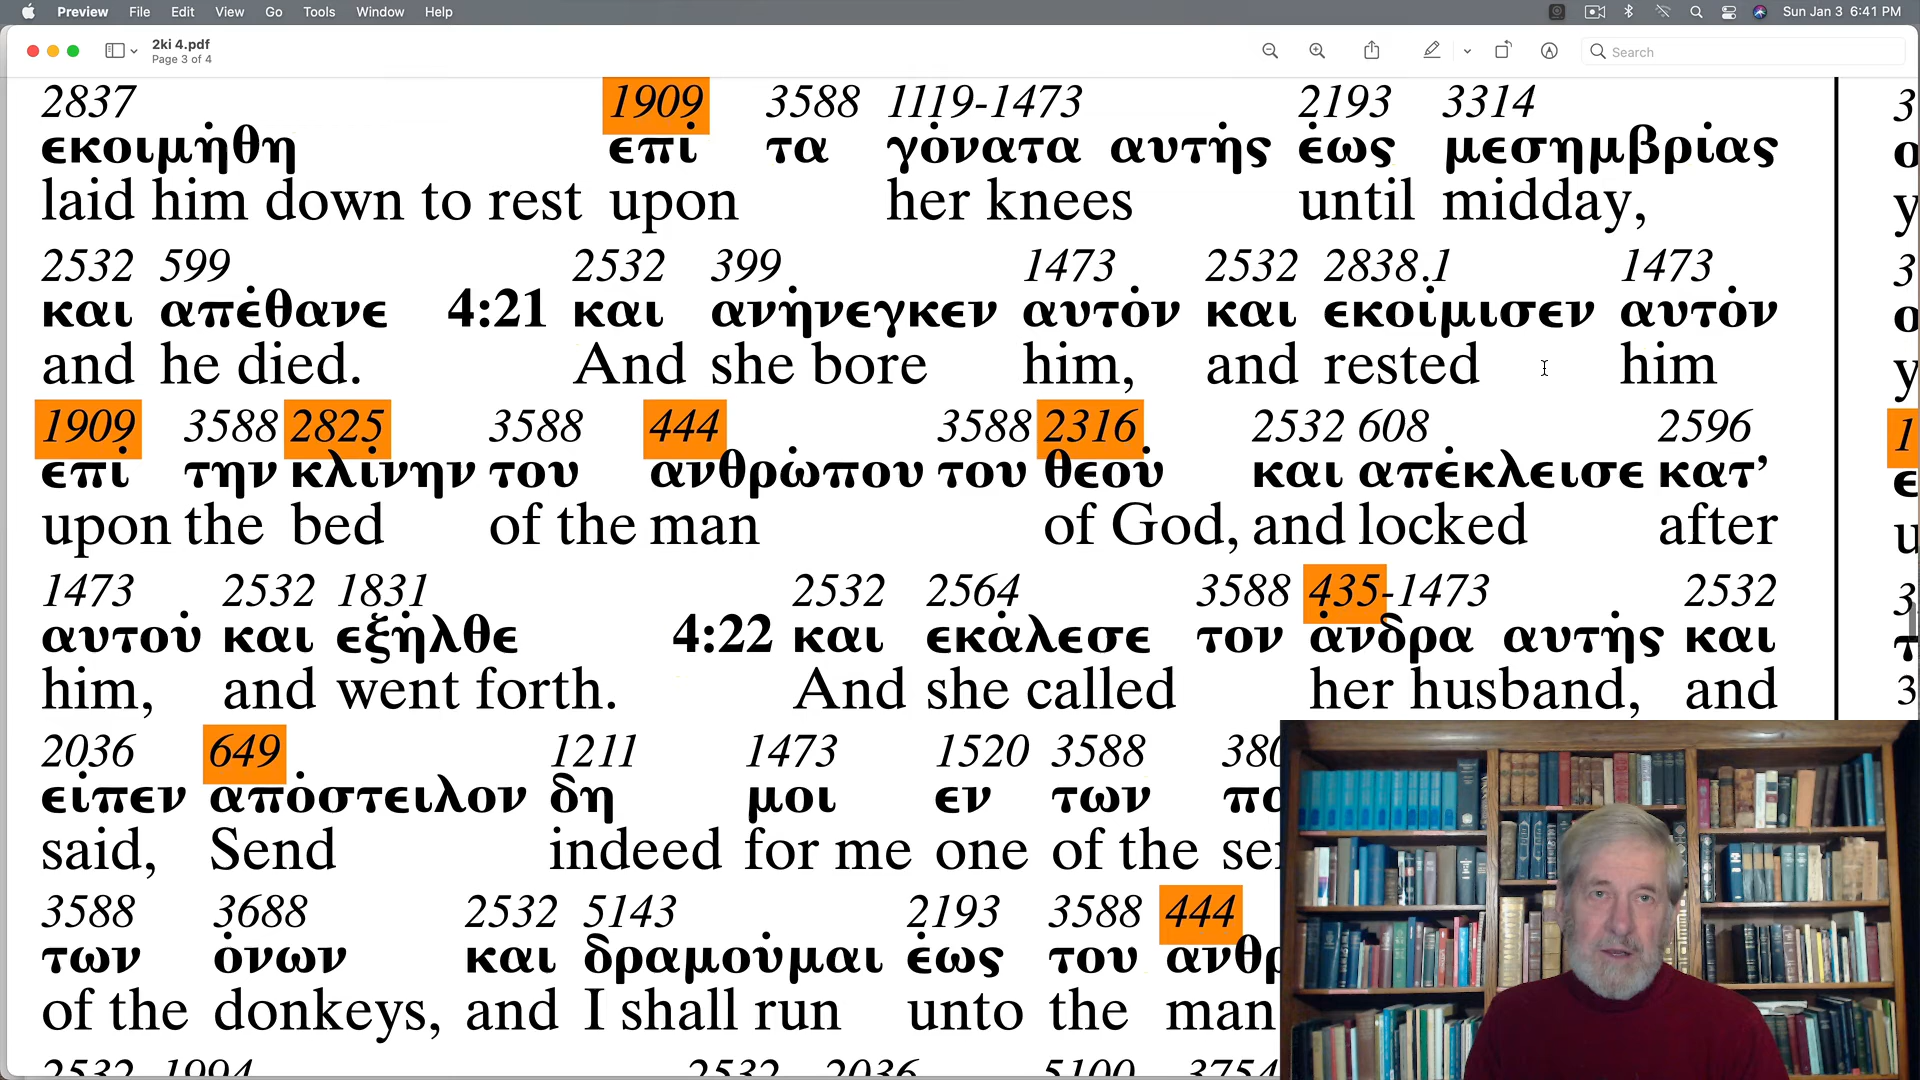 Preview File Edit View Go Tools Window Help Sun Jan 3 6:41 PM
2ki 4.pdf
Page 3 of 4
Search
2837 1909 3588 1119-1473 2193 3314
εκοιμήθη επί τα γόνατα αυτής έως μεσημβρίας
laid him down to rest upon her knees until midday,
2532 599 2532 399 1473 2532 2838.1 1473
και απέθανε 4:21 και ανήνεγκεν αυτόν και εκοίμισεν αυτόν
and he died. And she bore him, and rested him
1909 3588 2825 3588 444 3588 2316 2532 608 2596
επί την κλίνην του ανθρώπου του θεού και απέκλεισε κατ’
upon the bed of the man of God, and locked after
1473 2532 1831 2532 2564 3588 435-1473 2532
αυτού και εξήλθε 4:22 και εκάλεσε τον άνδρα αυτής και
him, and went forth. And she called her husband, and
2036 649 1211 1473 1520 3588
είπεν απόστειλον δη μοι εν των
said, Send indeed for me one of the
3588 3688 2532 5143 2193 3588 444
των όνων και δραμούμαι έως του
of the donkeys, and I shall run unto the man
2532 1994 2532 2036 5100 3754